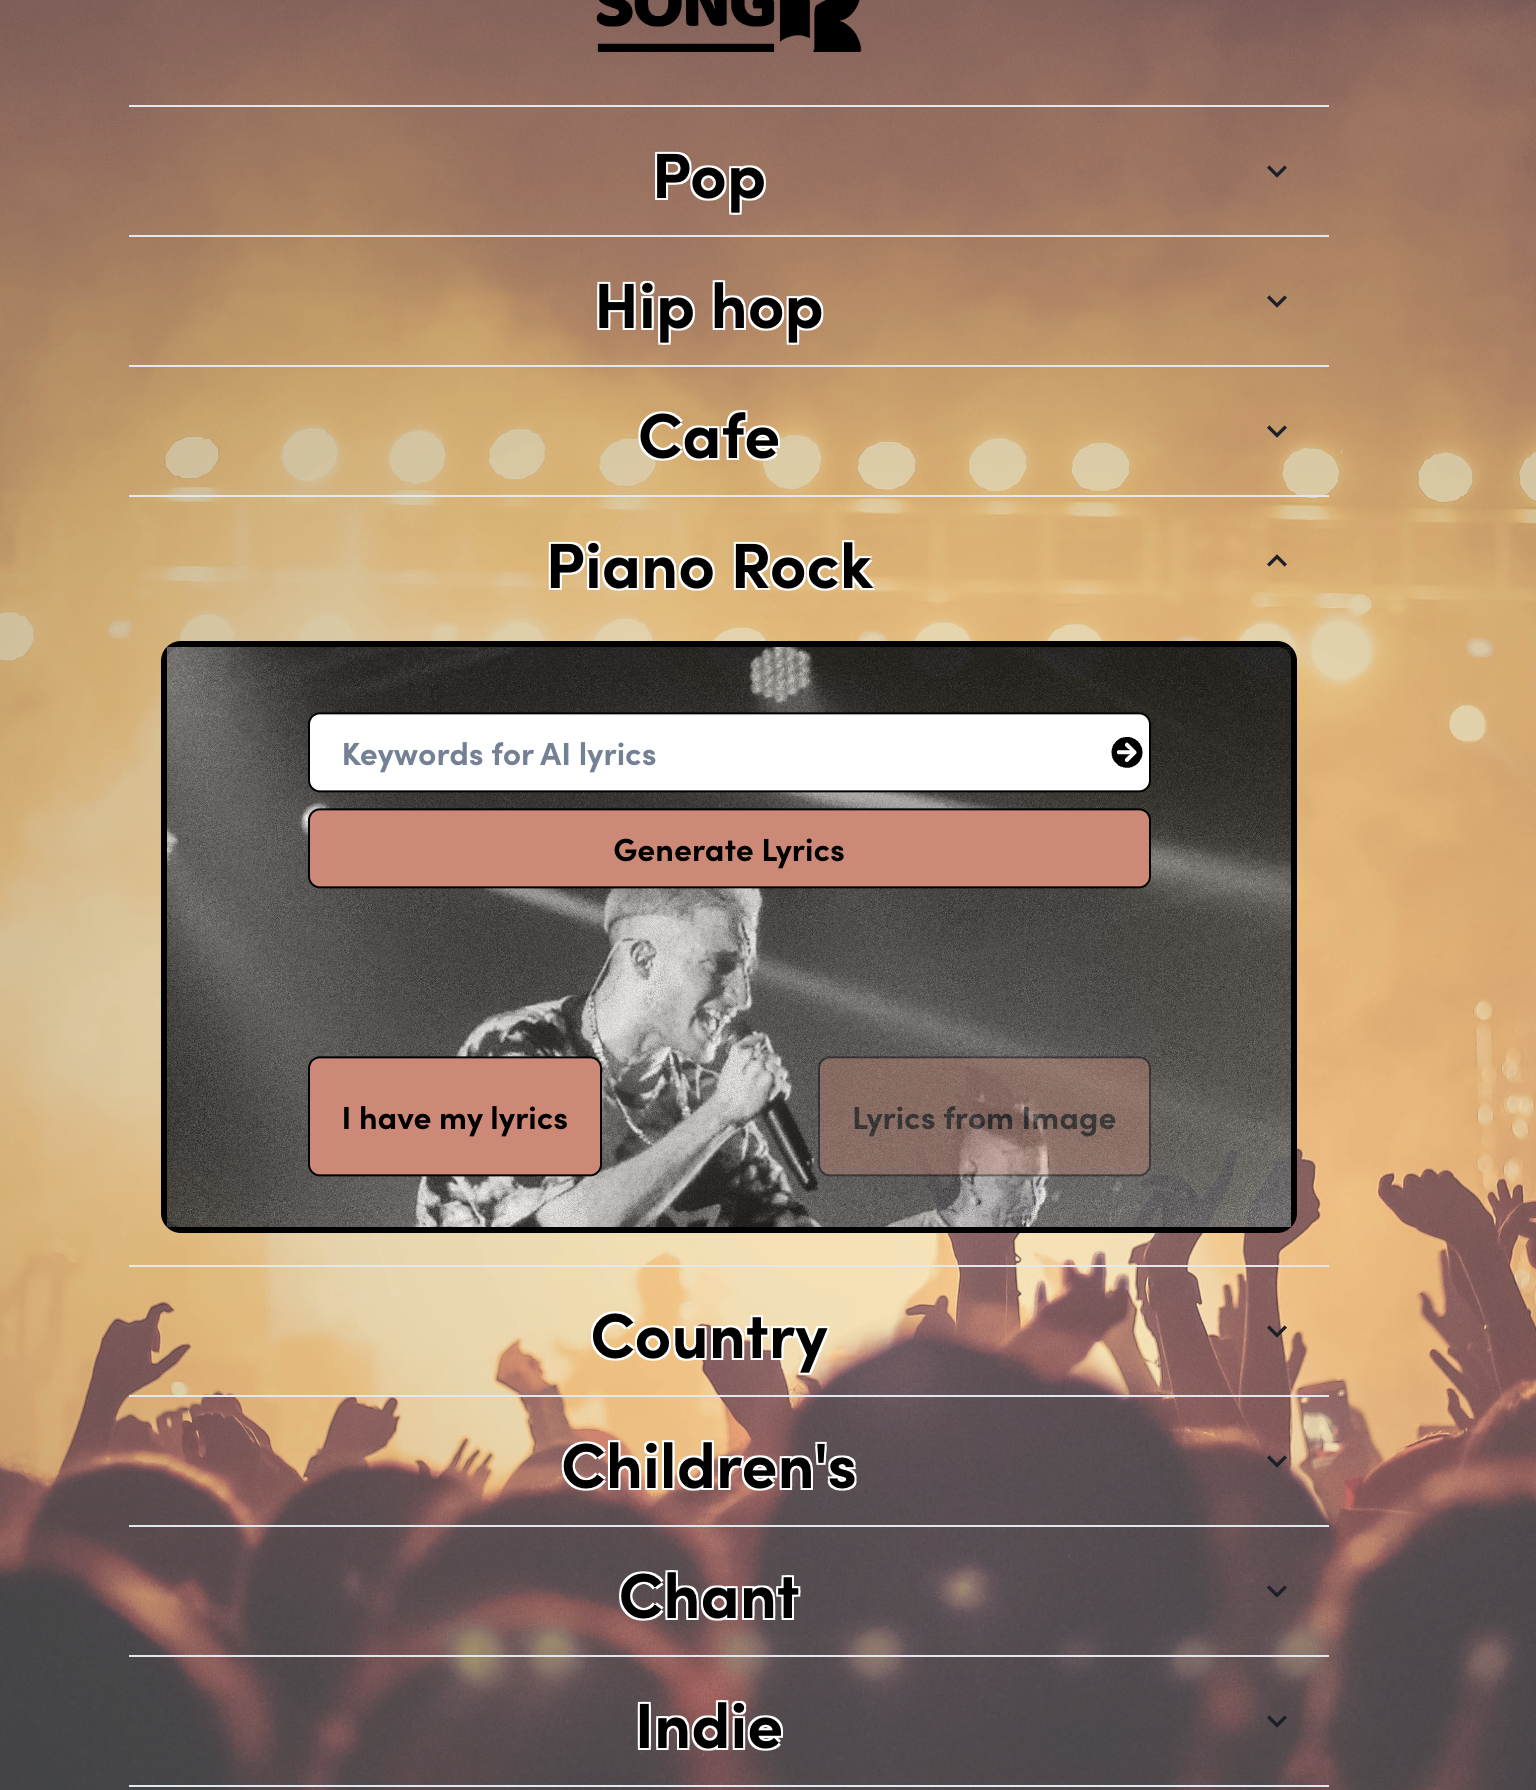 SONG
Pop
Hip hop
Cafe
Piano Rock
Keywords for AI lyrics
Generate Lyrics
I have my lyrics
Lyrics from Image
Country
Children's
Chant
Indie